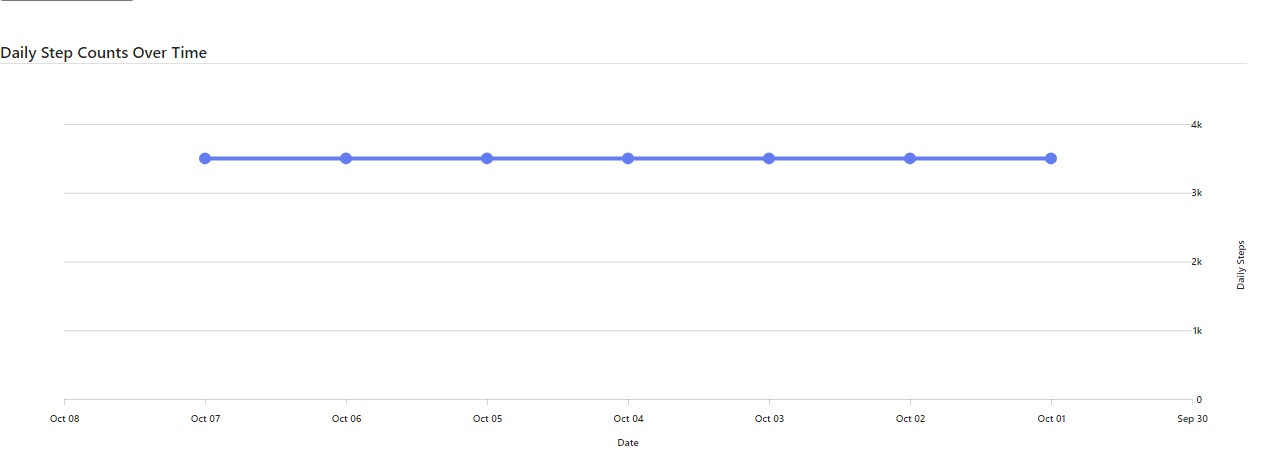 Daily Step Counts Over Time
4k
3k
2k
1k
0
Daily Steps
Oct 08 Oct 07 Oct 06 Oct 05 Oct 04 Oct 03 Oct 02 Oct 01 Sep 30
Date